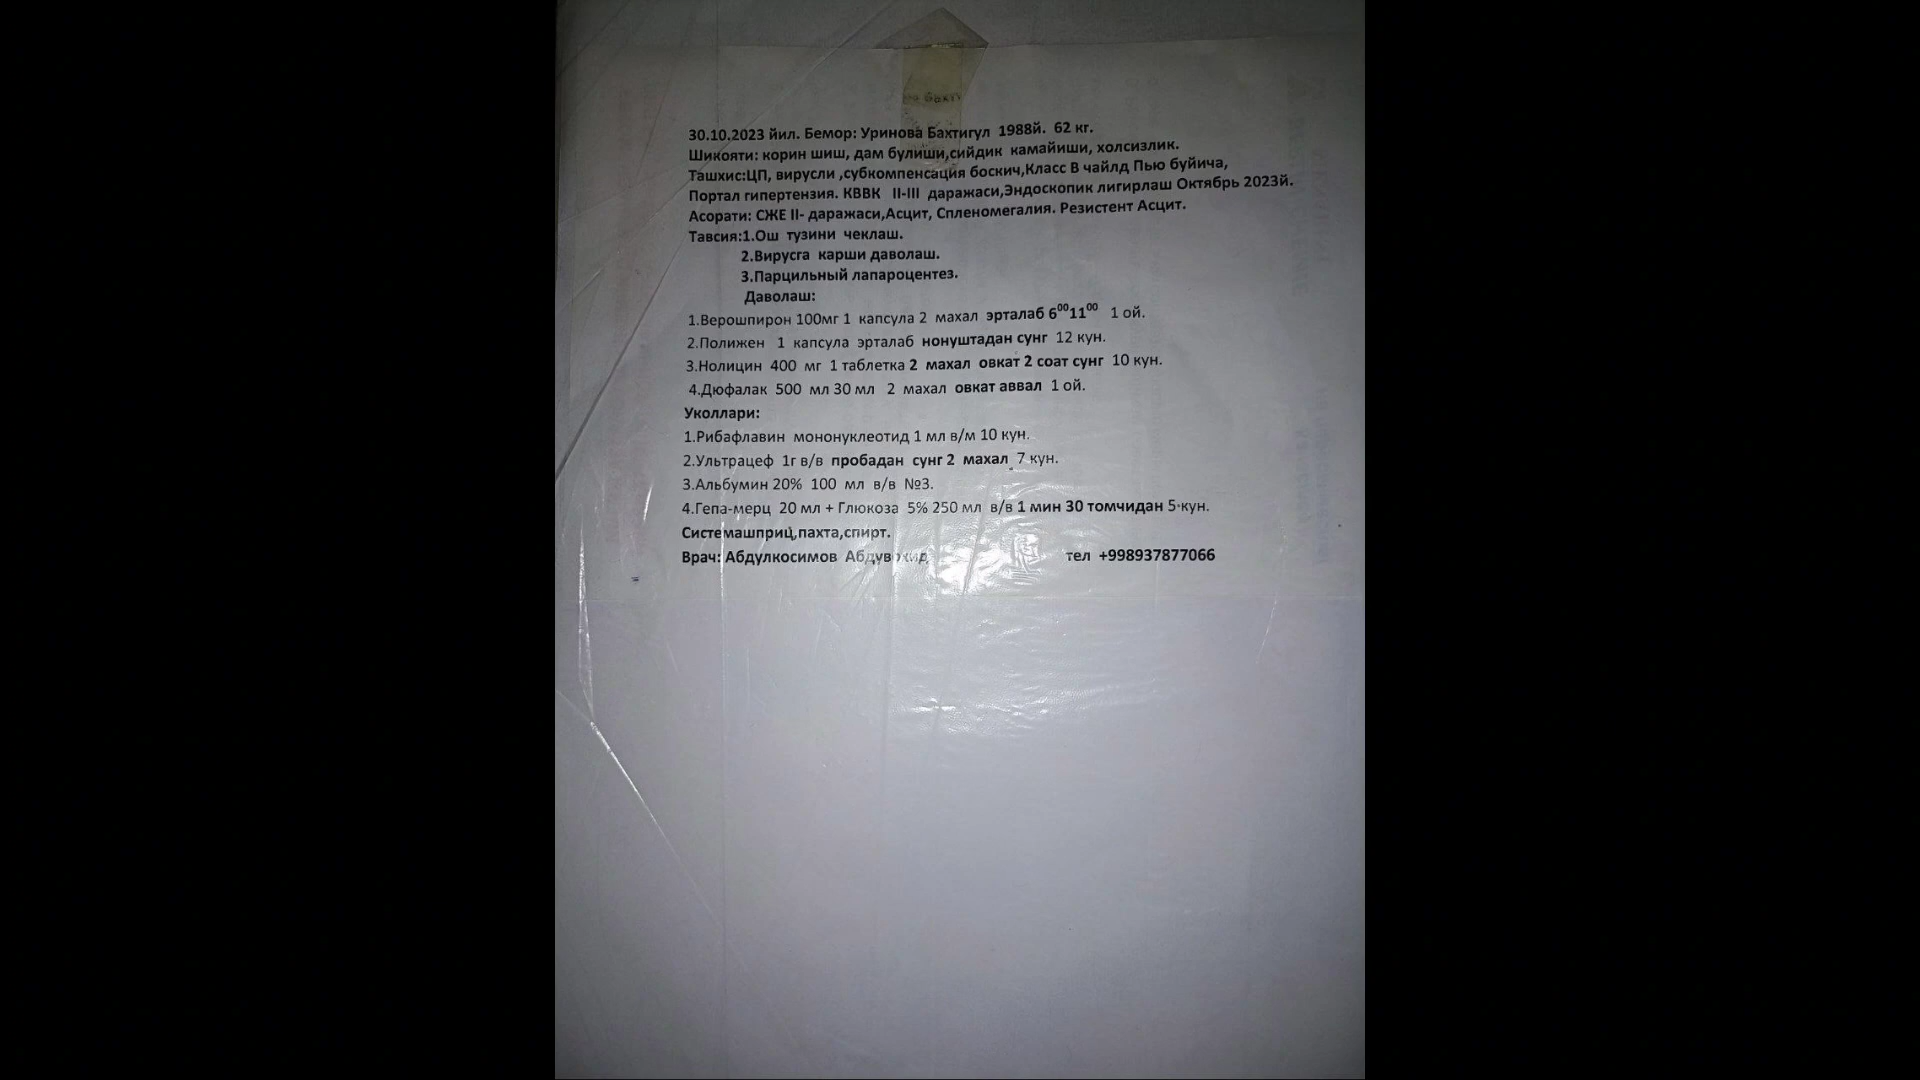 30.10.2023 йил. Бемор: Уринова Бахтигул 1988й. 62 кг.
Шикояти: корин шиш, дам булиши,сийдик камайиши, холсизлик.
Ташхис:ЦП, вирусли ,субкомпенсация боскич,Класс В чайлд Пью буйича,
Портал гипертензия. КВВК II-III даражаси,Эндоскопик лигирлаш Октябрь 2023й.
Асорати: СЖЕ II- даражаси,Асцит, Спленомегалия. Резистент Асцит.
Тавсия:1.Ош тузини чеклаш.
2.Вирусга карши даволаш.
3.Парцильный лапароцентез.
Даволаш:
1.Верошпирон 100мг 1 капсула 2 махал эрталаб 6⁰⁰11⁰⁰ 1 ой.
2.Полижен 1 капсула эрталаб нонуштадан сунг 12 кун.
3.Нолицин 400 мг 1 таблетка 2 махал овкат 2 соат сунг 10 кун.
4.Дюфалак 500 мл 30 мл 2 махал овкат аввал 1 ой.
Уколлари:
1.Рибафлавин мононуклеотид 1 мл в/м 10 кун.
2.Ультрацеф 1г в/в пробадан сунг 2 махал 7 кун.
3.Альбумин 20% 100 мл в/в №3.
4.Гепа-мерц 20 мл + Глюкоза 5% 250 мл в/в 1 мин 30 томчидан 5 кун.
Системашприц,пахта,спирт.
Врач: Абдулкосимов тел +998937877066